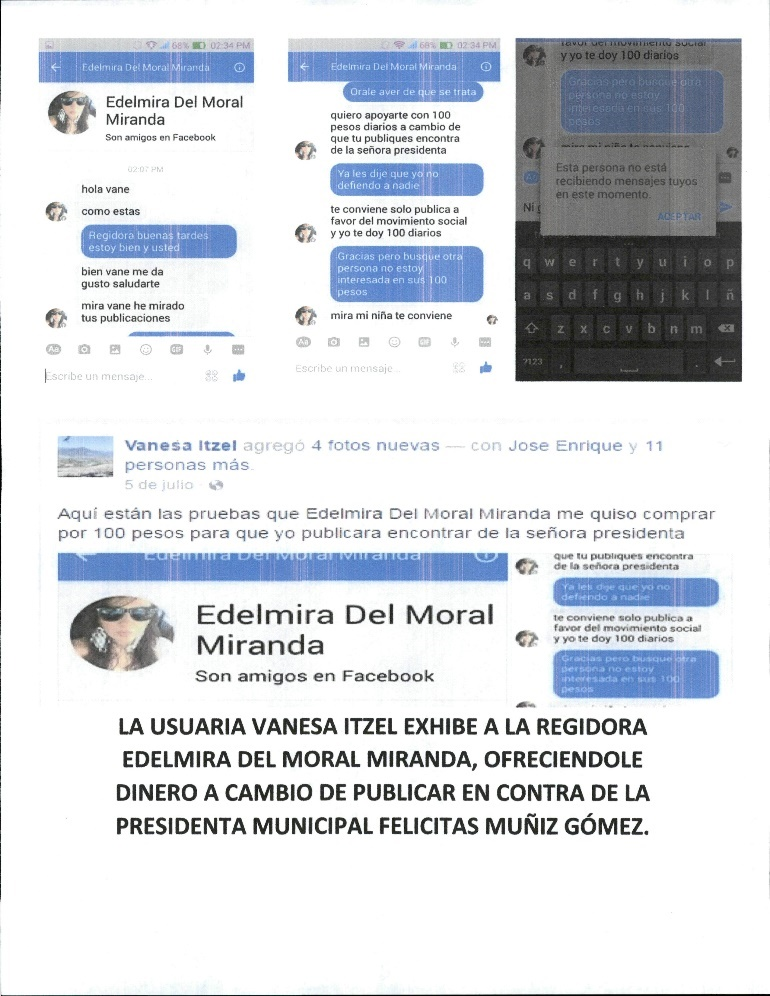 68% 02:34 PM
Edelmira Del Moral Miranda
Edelmira Del Moral
Miranda
Son amigos en Facebook
02:07 PM
hola vane
como estas
Regidora buenas tardes
estoy bien y usted
bien vane me da
gusto saludarte
mira vane he mirado
tus publicaciones
Aa
GIF
Escribe un mensaje...
68% 02:34 PM
Edelmira Del Moral Miranda
Orale aver de que se trata
quiero apoyarte con 100
pesos diarios a cambio de
que tu publiques encontra
de la señora presidenta
Ya les dije que yo no
defiendo a nadie
te conviene solo publica a
favor del movimiento social
y yo te doy 100 diarios
Gracias pero busque otra
persona no estoy
interesada en sus 100
pesos
mira mi niña te conviene
Aa
GIF
Escribe un mensaje...
favor del movimiento social
y yo te doy 100 diarios
Gracias pero busque otra
persona no estoy
interesada en sus 100
pesos
mira mi niña te conviene
Esta persona no está
recibiendo mensajes tuyos
en este momento.
ACEPTAR
Ni
q w e r t y u i o p
a s d f g h j k l ñ
z x c v b n m
?123 , .
Vanesa Itzel agregó 4 fotos nuevas — con Jose Enrique y 11
personas más.
5 de julio ·
Aquí están las pruebas que Edelmira Del Moral Miranda me quiso comprar
por 100 pesos para que yo publicara encontrar de la señora presidenta
Edelmira Del Moral Miranda
Edelmira Del Moral
Miranda
Son amigos en Facebook
que tu publiques encontra
de la señora presidenta
Ya les dije que yo no
defiendo a nadie
te conviene solo publica a
favor del movimiento social
y yo te doy 100 diarios
Gracias pero busque otra
persona no estoy
interesada en sus 100
pesos
LA USUARIA VANESA ITZEL EXHIBE A LA REGIDORA
EDELMIRA DEL MORAL MIRANDA, OFRECIENDOLE
DINERO A CAMBIO DE PUBLICAR EN CONTRA DE LA
PRESIDENTA MUNICIPAL FELICITAS MUÑIZ GÓMEZ.